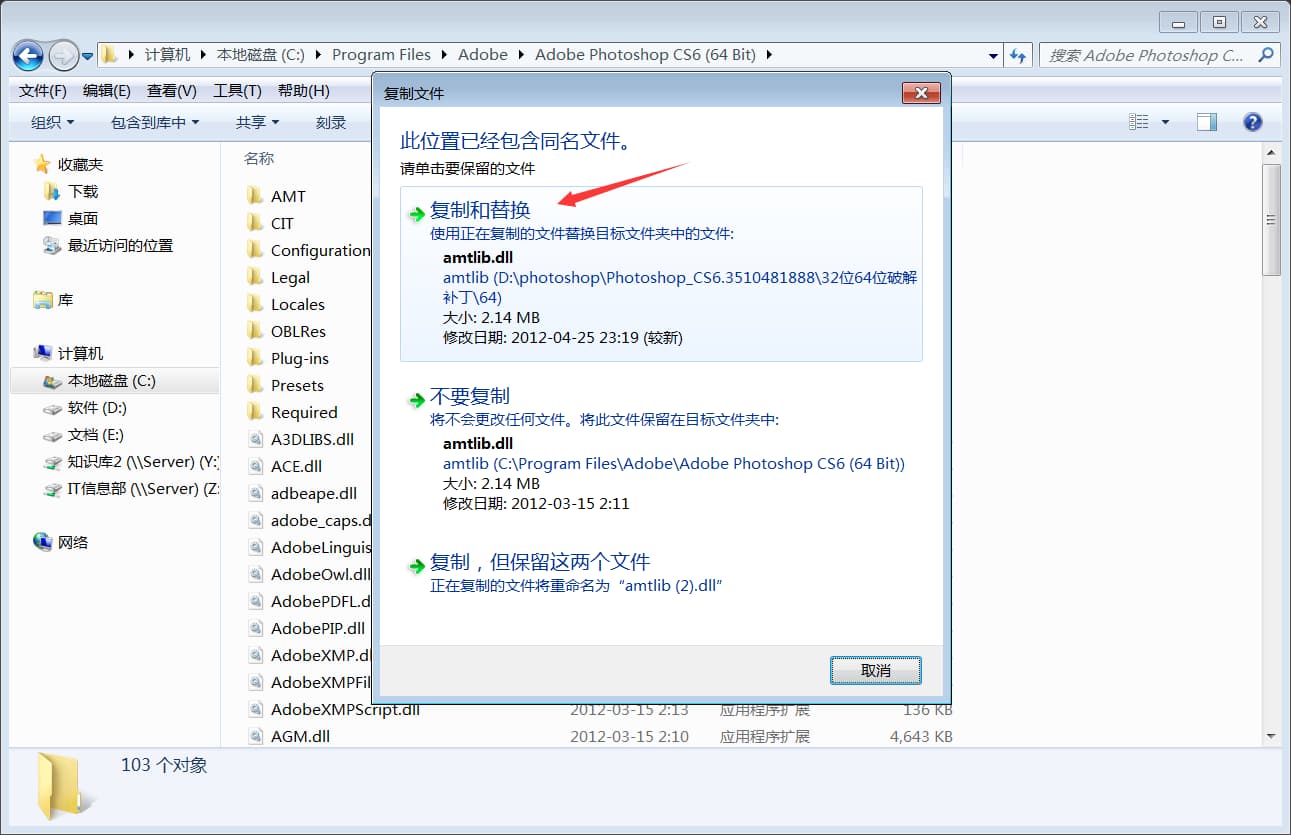 计算机 本地磁盘 (C:) Program Files Adobe Adobe Photoshop CS6 (64 Bit)
搜索 Adobe Photoshop C...
文件(F) 编辑(E) 查看(V) 工具(T) 帮助(H)
组织 包含到库中 共享 刻录
收藏夹
下载
桌面
最近访问的位置
库
计算机
本地磁盘 (C:)
软件 (D:)
文档 (E:)
知识库2 (\\Server) (Y:
IT信息部 (\\Server) (Z:
网络
名称
AMT
CIT
Configuration
Legal
Locales
OBLRes
Plug-ins
Presets
Required
A3DLIBS.dll
ACE.dll
adbeape.dll
adobe_caps.d
AdobeLinguis
AdobeOwl.dll
AdobePDFL.d
AdobePIP.dll
AdobeXMP.dl
AdobeXMPFil
AdobeXMPScript.dll 2012-03-15 2:13 应用程序扩展 136 KB
AGM.dll 2012-03-15 2:10 应用程序扩展 4,643 KB
复制文件
此位置已经包含同名文件。
请单击要保留的文件
复制和替换
使用正在复制的文件替换目标文件夹中的文件:
amtlib.dll
amtlib (D:\photoshop\Photoshop_CS6.3510481888\32位64位破解
补丁\64)
大小: 2.14 MB
修改日期: 2012-04-25 23:19 (较新)
不要复制
将不会更改任何文件。将此文件保留在目标文件夹中:
amtlib.dll
amtlib (C:\Program Files\Adobe\Adobe Photoshop CS6 (64 Bit))
大小: 2.14 MB
修改日期: 2012-03-15 2:11
复制，但保留这两个文件
正在复制的文件将重命名为“amtlib (2).dll”
取消
103 个对象